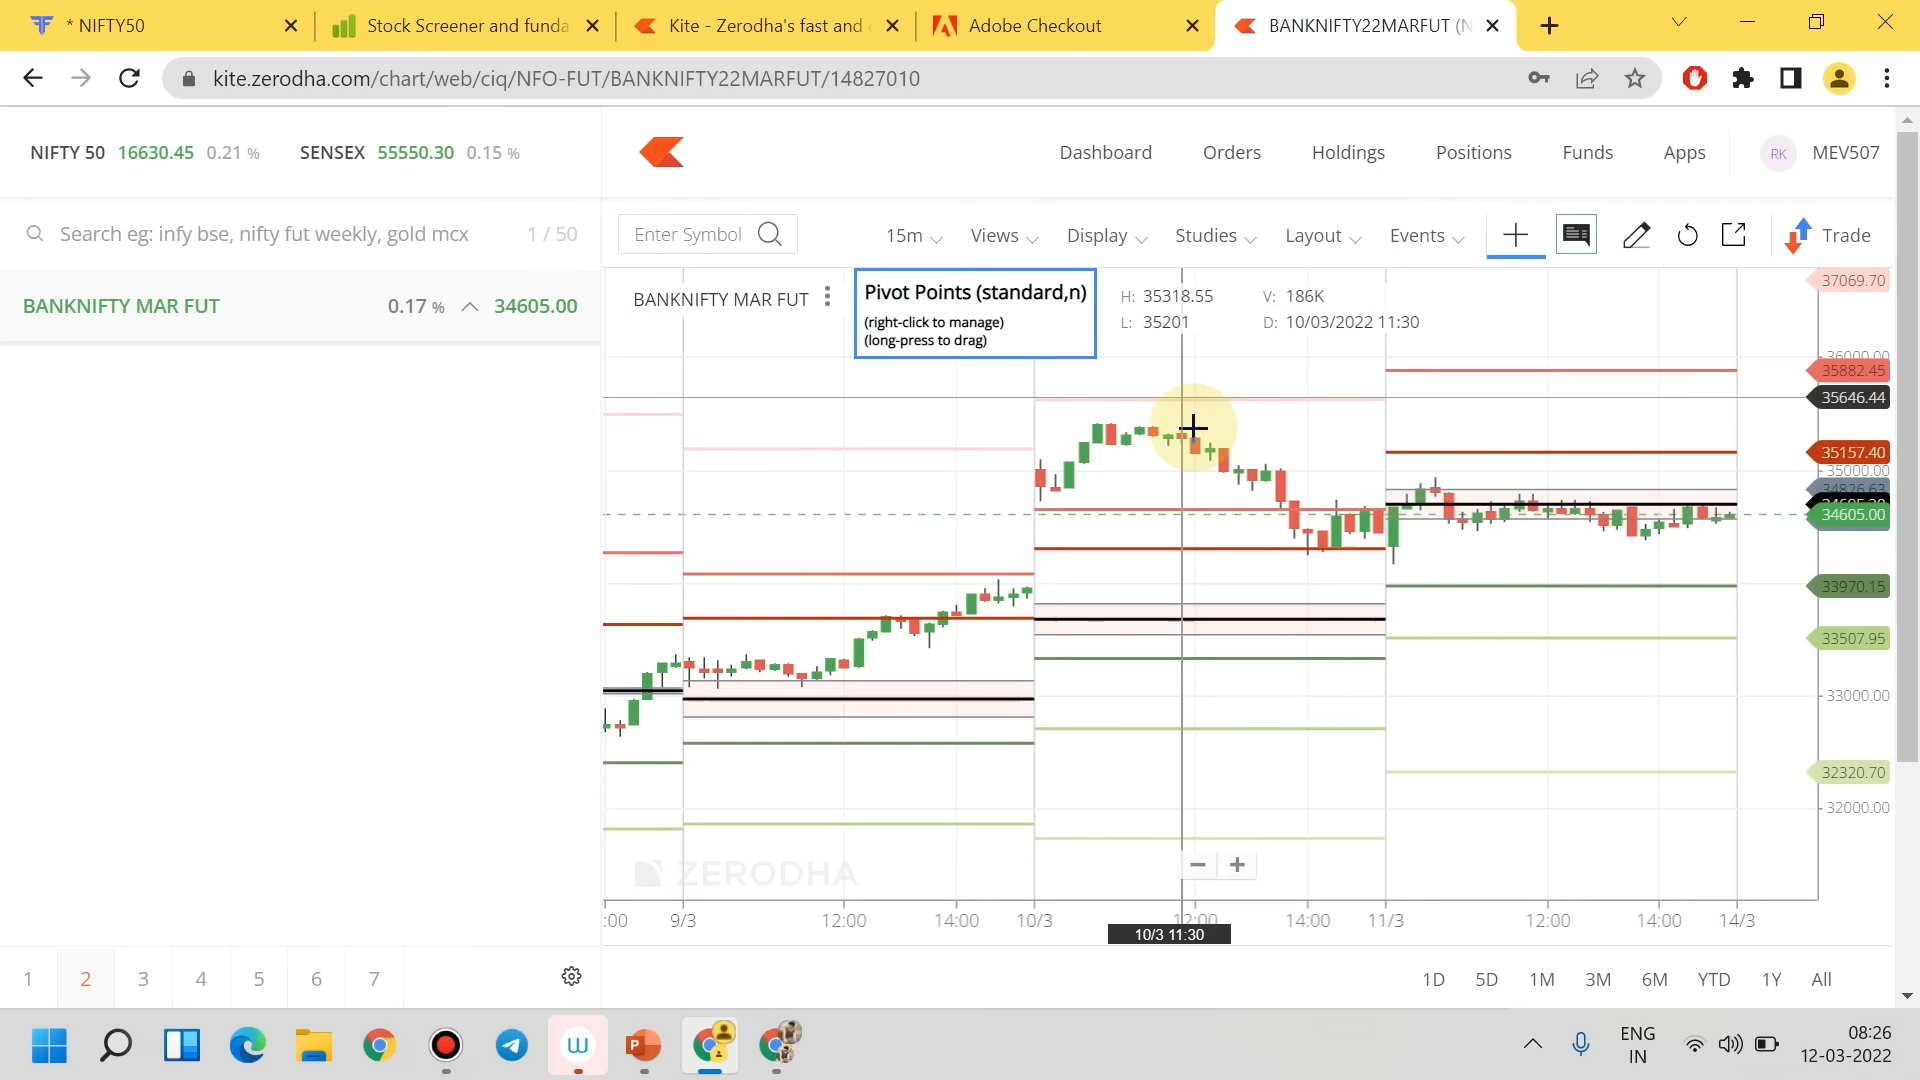 * NIFTY50
Stock Screener and funda
Kite - Zerodha's fast and
Adobe Checkout
BANKNIFTY22MARFUT (N
kite.zerodha.com/chart/web/ciq/NFO-FUT/BANKNIFTY22MARFUT/14827010
NIFTY 50 16630.45 0.21 %
SENSEX 55550.30 0.15 %
Dashboard
Orders
Holdings
Positions
Funds
Apps
RK
MEV507
Search eg: infy bse, nifty fut weekly, gold mcx
1 / 50
Enter Symbol
15m
Views
Display
Studies
Layout
Events
Trade
BANKNIFTY MAR FUT
0.17 %
34605.00
BANKNIFTY MAR FUT
Pivot Points (standard,n)
(right-click to manage)
(long-press to drag)
H: 35318.55
V: 186K
L: 35201
D: 10/03/2022 11:30
37069.70
36000.00
35882.45
35646.44
35157.40
35000.00
34826.63
34605.00
33970.15
33507.95
33000.00
32320.70
32000.00
ZERODHA
:00
9/3
12:00
14:00
10/3
12:00
14:00
11/3
12:00
14:00
14/3
10/3 11:30
1
2
3
4
5
6
7
1D
5D
1M
3M
6M
YTD
1Y
All
ENG
IN
08:26
12-03-2022